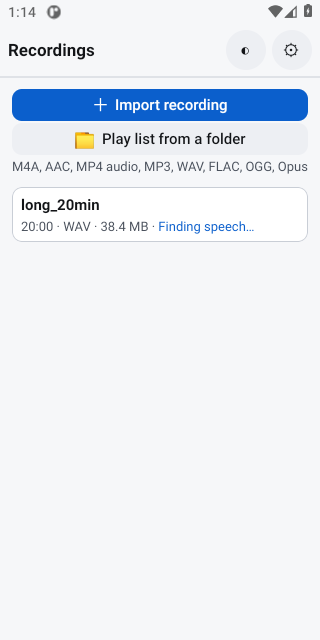 1:14
Recordings
Import recording
Play list from a folder
M4A, AAC, MP4 audio, MP3, WAV, FLAC, OGG, Opus
long_20min
20:00 · WAV · 38.4 MB · Finding speech…